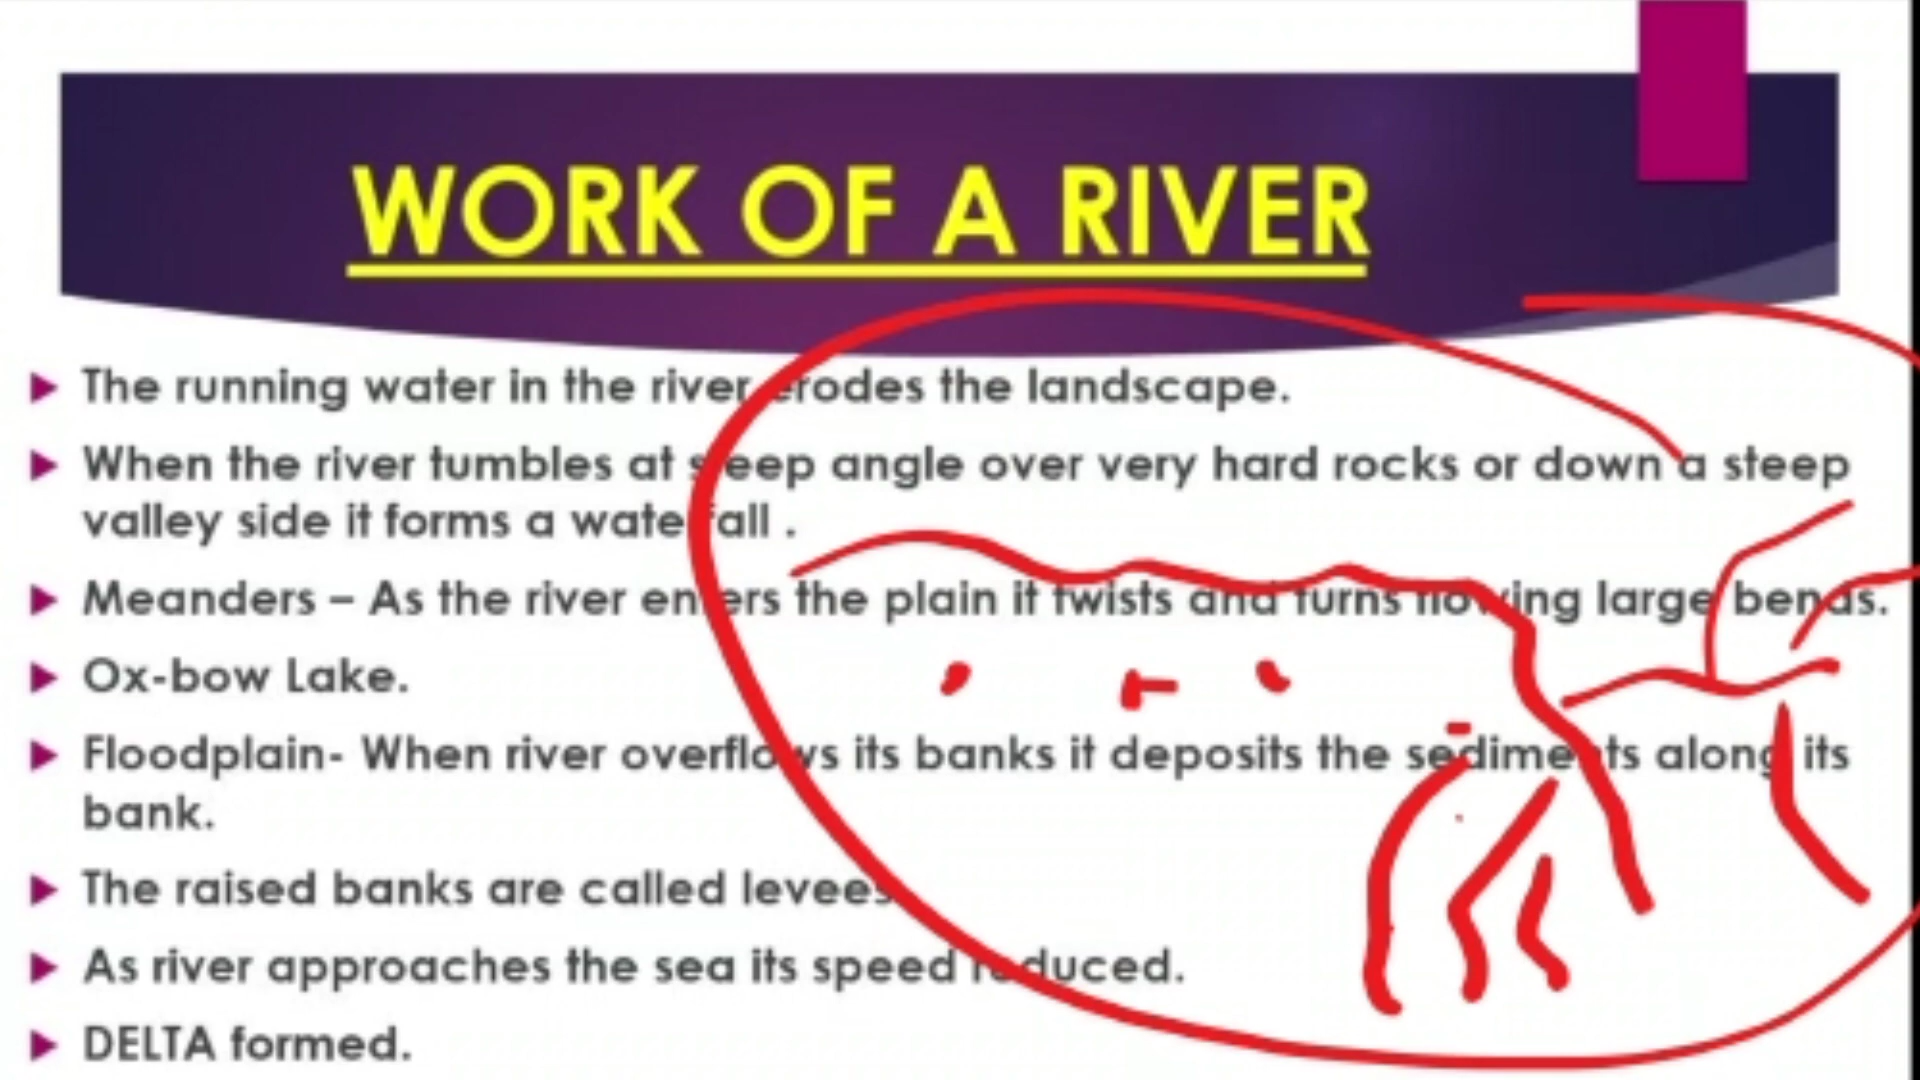 WORK OF A RIVER
The running water in the river erodes the landscape.
When the river tumbles at steep angle over very hard rocks or down a steep
valley side it forms a waterfall .
Meanders – As the river enters the plain it twists and turns flowing large bends.
Ox-bow Lake.
Floodplain- When river overflows its banks it deposits the sediments along its
bank.
The raised banks are called levees
As river approaches the sea its speed reduced.
DELTA formed.